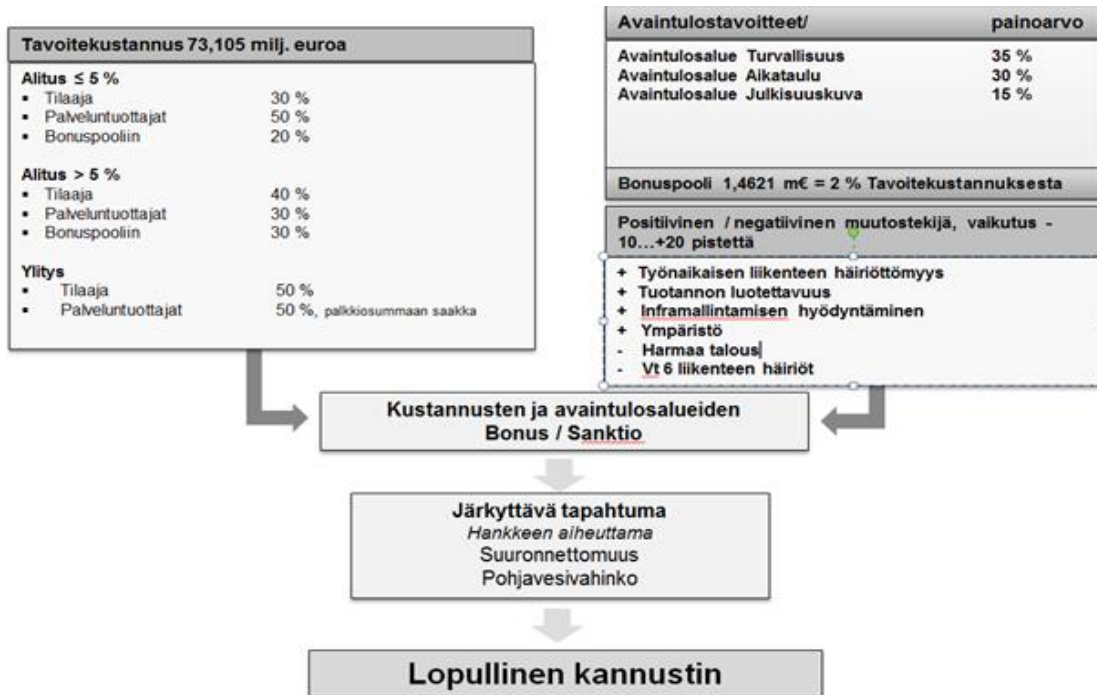 Tavoitekustannus 73,105 milj. euroa
Alitus ≤ 5 %
▪ Tilaaja 30 %
▪ Palveluntuottajat 50 %
▪ Bonuspooliin 20 %
Alitus > 5 %
▪ Tilaaja 40 %
▪ Palveluntuottajat 30 %
▪ Bonuspooliin 30 %
Ylitys
▪ Tilaaja 50 %
▪ Palveluntuottajat 50 %, palkkiosummaan saakka
Avaintulostavoitteet/ painoarvo
Avaintulosalue Turvallisuus 35 %
Avaintulosalue Aikataulu 30 %
Avaintulosalue Julkisuuskuva 15 %
Bonuspooli 1,4621 m€ = 2 % Tavoitekustannuksesta
Positiivinen / negatiivinen muutostekijä, vaikutus -
10...+20 pistettä
+ Työnaikaisen liikenteen häiriöttömyys
+ Tuotannon luotettavuus
+ Inframallintamisen hyödyntäminen
+ Ympäristö
- Harmaa talous
- Vt 6 liikenteen häiriöt
Kustannusten ja avaintulosalueiden
Bonus / Sanktio
Järkyttävä tapahtuma
Hankkeen aiheuttama
Suuronnettomuus
Pohjavesivahinko
Lopullinen kannustin